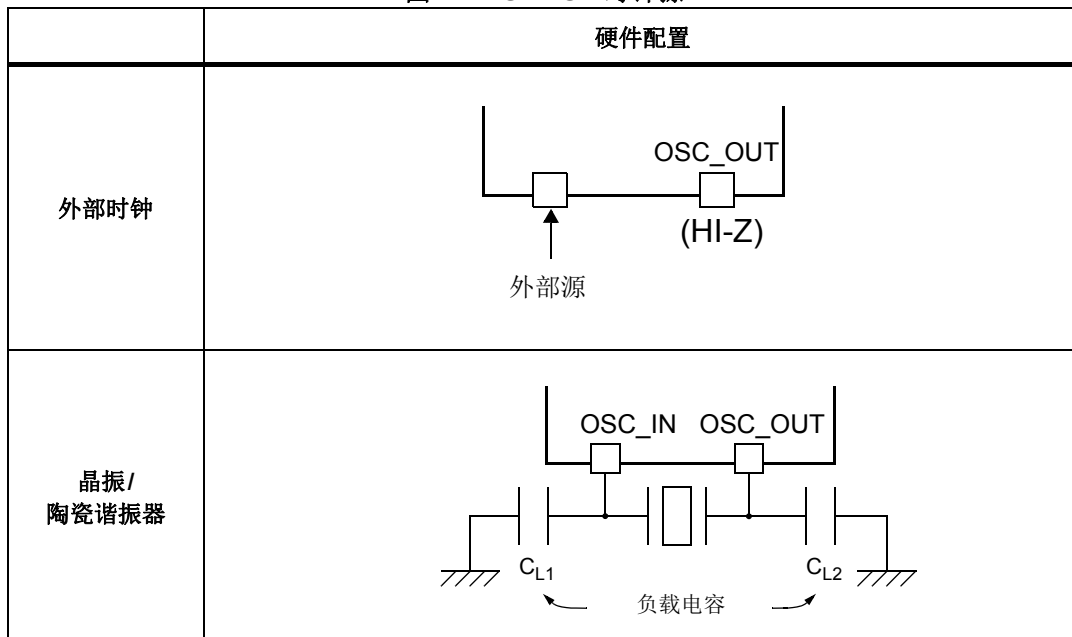 硬件配置
外部时钟
OSC_OUT
(HI-Z)
外部源
晶振/
陶瓷谐振器
OSC_IN OSC_OUT
CL1
CL2
负载电容